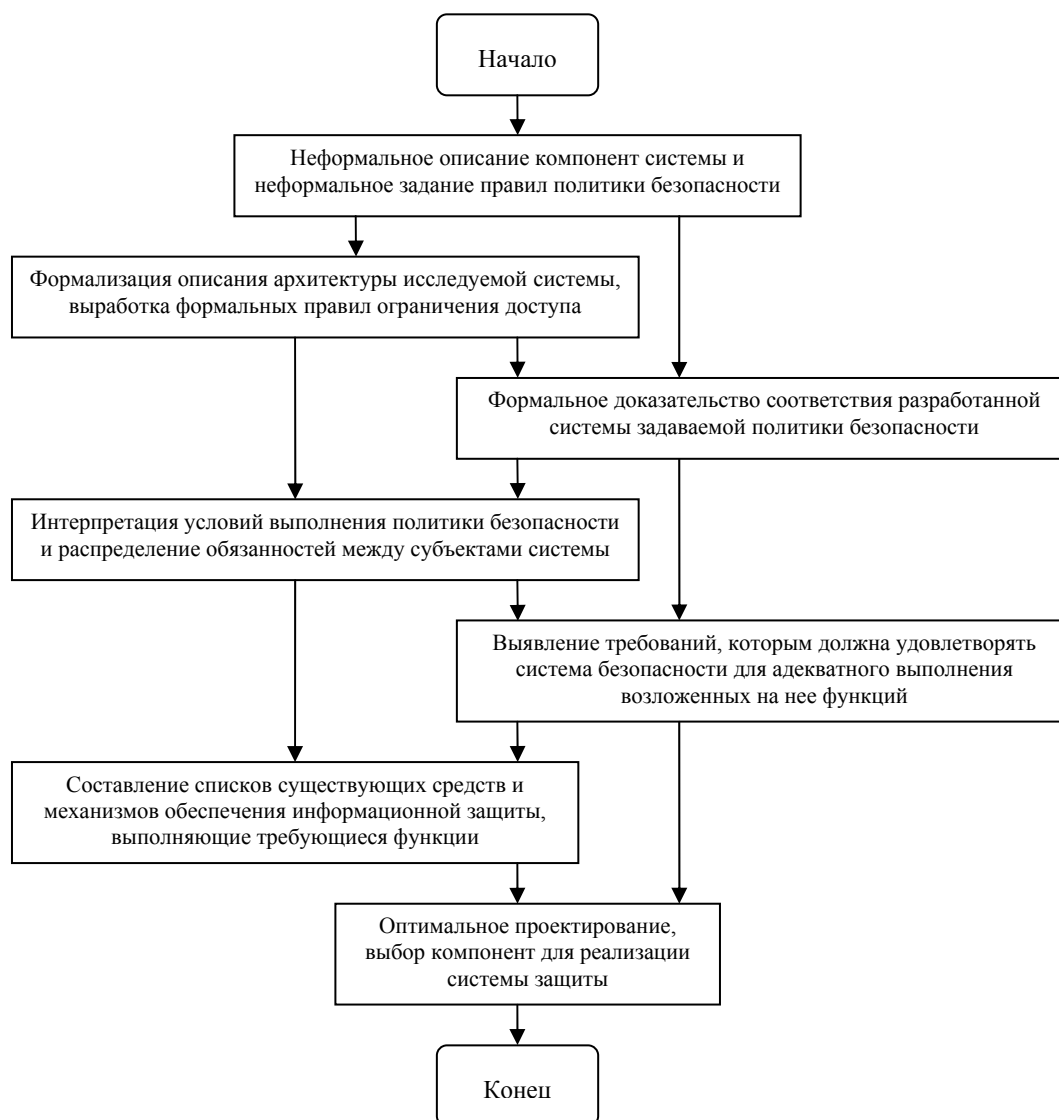 Начало
Неформальное описание компонент системы и
неформальное задание правил политики безопасности
Формализация описания архитектуры исследуемой системы,
выработка формальных правил ограничения доступа
Формальное доказательство соответствия разработанной
системы задаваемой политики безопасности
Интерпретация условий выполнения политики безопасности
и распределение обязанностей между субъектами системы
Выявление требований, которым должна удовлетворять
система безопасности для адекватного выполнения
возложенных на нее функций
Составление списков существующих средств и
механизмов обеспечения информационной защиты,
выполняющие требующиеся функции
Оптимальное проектирование,
выбор компонент для реализации
системы защиты
Конец